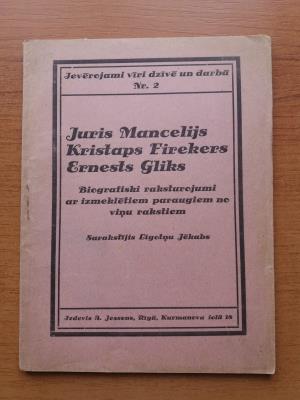 Ievērojami vīri dzīvē un darbā
Nr. 2
Juris Mancelijs
Kristaps Firekers
Ernests Gliks
Biografiski raksturojumi
ar izmeklētiem paraugiem no
viņu rakstiem
Sarakstījis Līgotņu Jēkabs
Izdevis A. Jessens, Rīgā, Kurmanova ielā 18